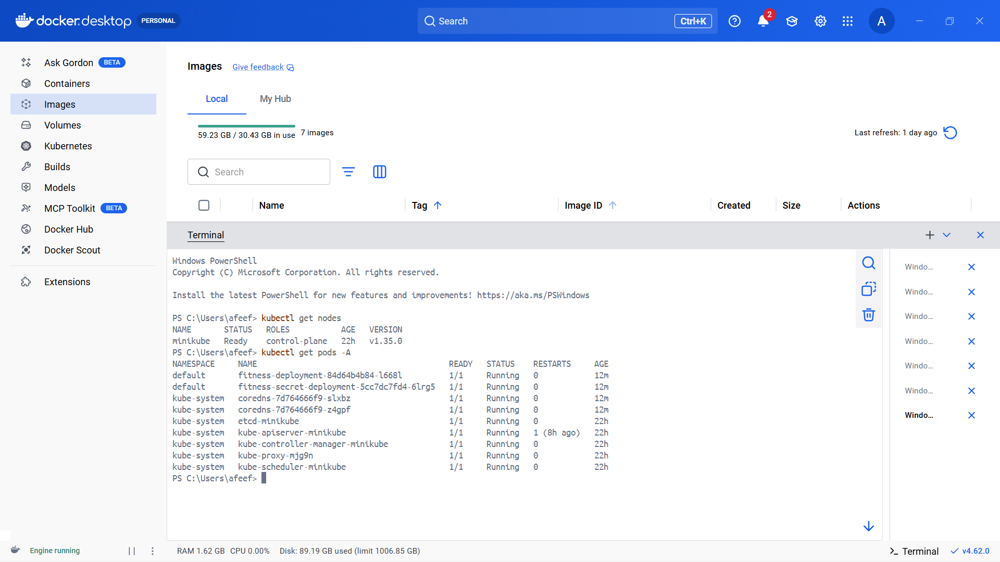 docker.desktop PERSONAL
Search Ctrl+K
2
A
Ask Gordon BETA
Containers
Images
Volumes
Kubernetes
Builds
Models
MCP Toolkit BETA
Docker Hub
Docker Scout
Extensions
Images Give feedback
Local My Hub
59.23 GB / 30.43 GB in use 7 images
Last refresh: 1 day ago
Search
Name Tag Image ID Created Size Actions
Terminal
Windows PowerShell
Copyright (C) Microsoft Corporation. All rights reserved.
Install the latest PowerShell for new features and improvements! https://aka.ms/PSWindows
PS C:\Users\afeef> kubectl get nodes
NAME STATUS ROLES AGE VERSION
minikube Ready control-plane 22h v1.35.0
PS C:\Users\afeef> kubectl get pods -A
NAMESPACE NAME READY STATUS RESTARTS AGE
default fitness-deployment-84d64b4b84-l668l 1/1 Running 0 12m
default fitness-secret-deployment-5cc7dc7fd4-6lrg5 1/1 Running 0 12m
kube-system coredns-7d764666f9-slxbz 1/1 Running 0 12m
kube-system coredns-7d764666f9-z4gpf 1/1 Running 0 12m
kube-system etcd-minikube 1/1 Running 0 22h
kube-system kube-apiserver-minikube 1/1 Running 1 (8h ago) 22h
kube-system kube-controller-manager-minikube 1/1 Running 0 22h
kube-system kube-proxy-mjg9n 1/1 Running 0 22h
kube-system kube-scheduler-minikube 1/1 Running 0 22h
PS C:\Users\afeef>
Windo...
Windo...
Windo...
Windo...
Windo...
Windo...
Windo...
Engine running
RAM 1.62 GB CPU 0.00% Disk: 89.19 GB used (limit 1006.85 GB)
Terminal v4.62.0